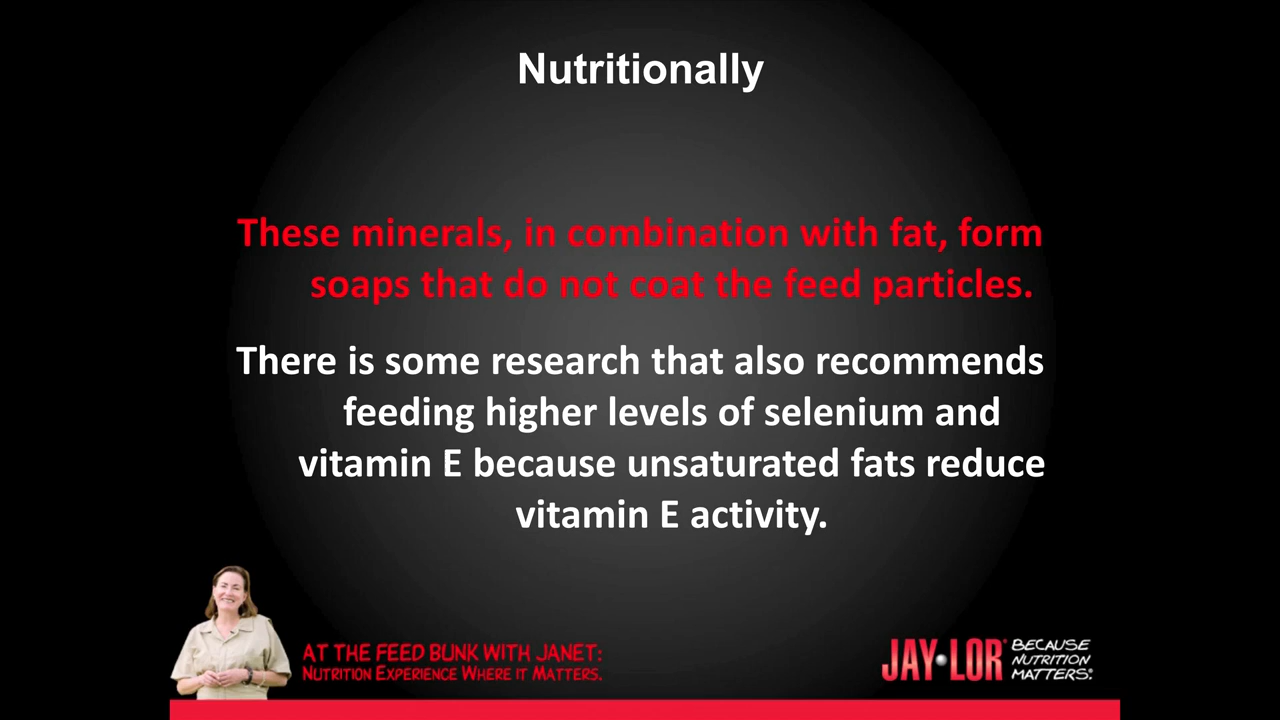 Nutritionally
These minerals, in combination with fat, form
soaps that do not coat the feed particles.
There is some research that also recommends
feeding higher levels of selenium and
vitamin E because unsaturated fats reduce
vitamin E activity.
AT THE FEED BUNK WITH JANET:
NUTRITION EXPERIENCE WHERE IT MATTERS.
JAY•LOR®
BECAUSE
NUTRITION
MATTERS.®